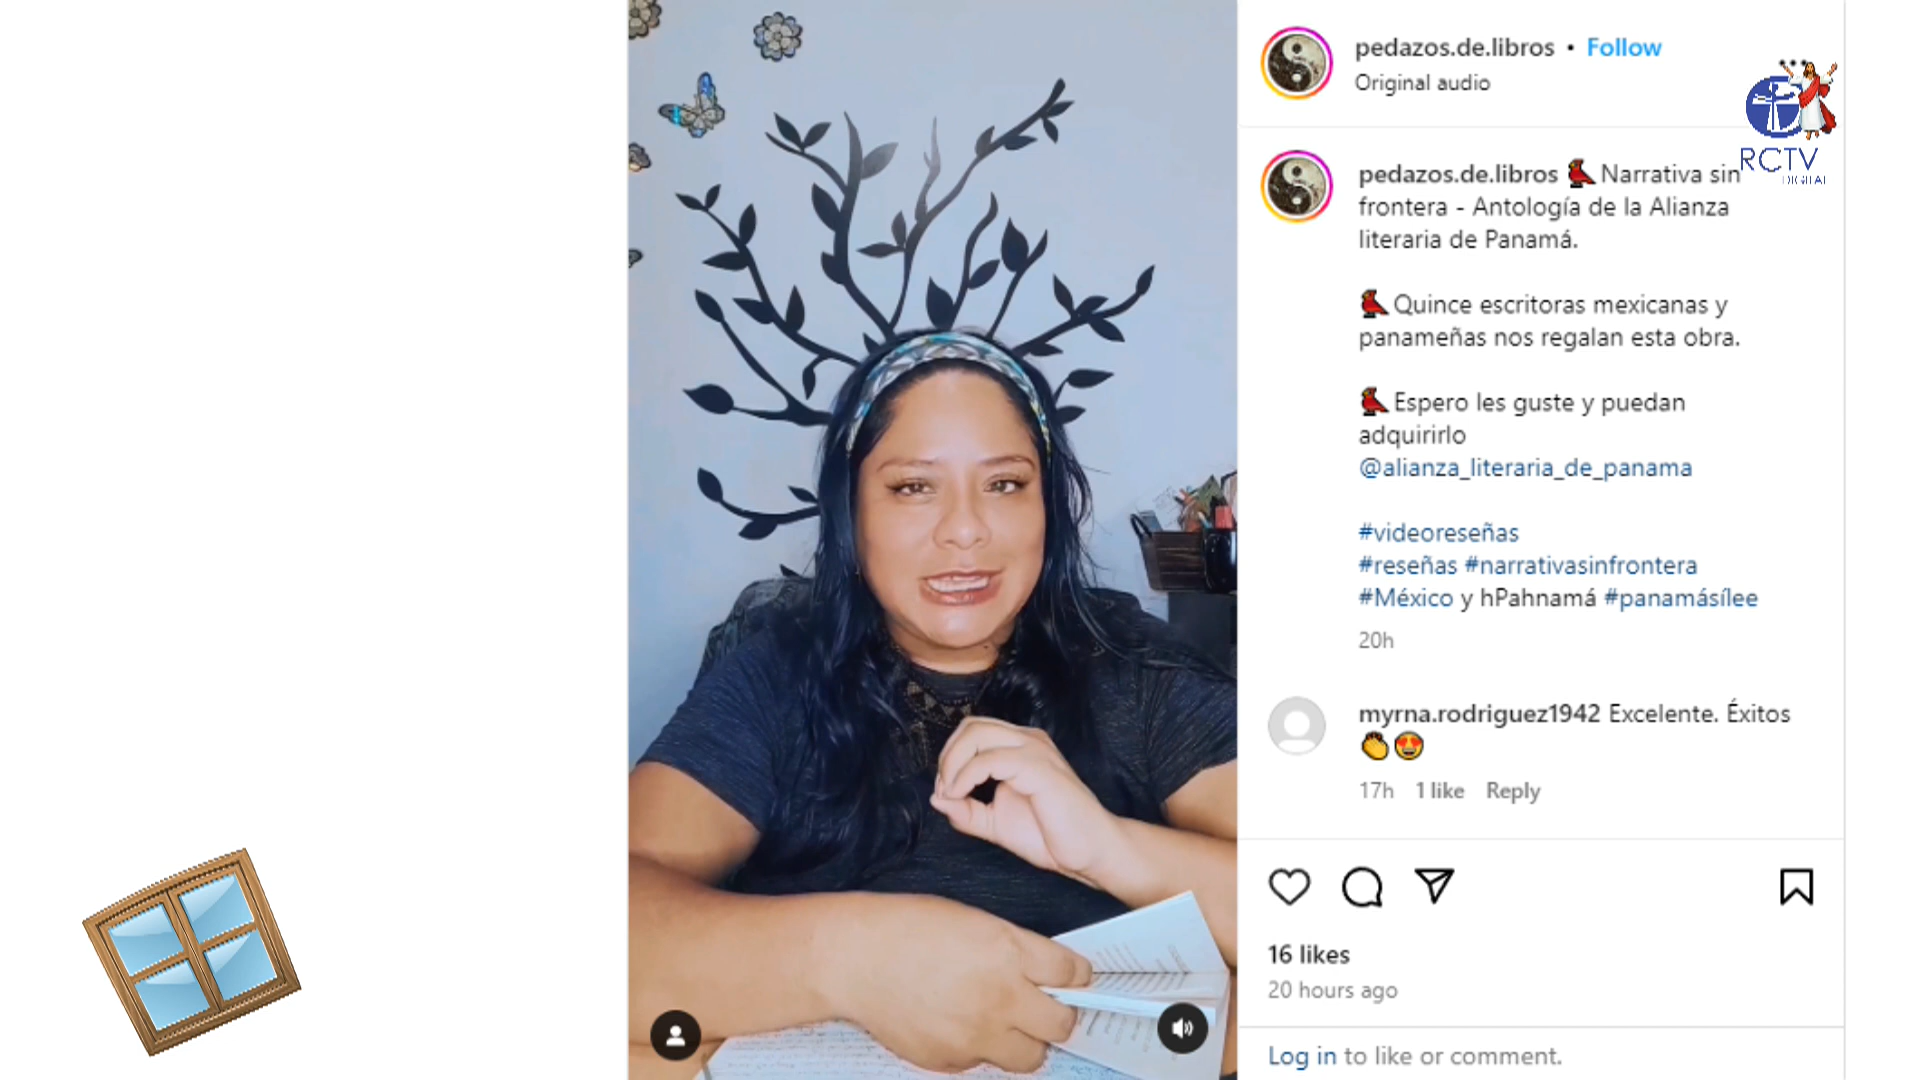 pedazos.de.libros • Follow
Original audio
RCTV
DIGITAL
pedazos.de.libros Narrativa sin
frontera - Antología de la Alianza
literaria de Panamá.
Quince escritoras mexicanas y
panameñas nos regalan esta obra.
Espero les guste y puedan
adquirirlo
@alianza_literaria_de_panama
#videoreseñas
#reseñas #narrativasinfrontera
#México y hPahnamá #panamásílee
20h
myrna.rodriguez1942 Excelente. Éxitos
17h 1 like Reply
16 likes
20 hours ago
Log in to like or comment.